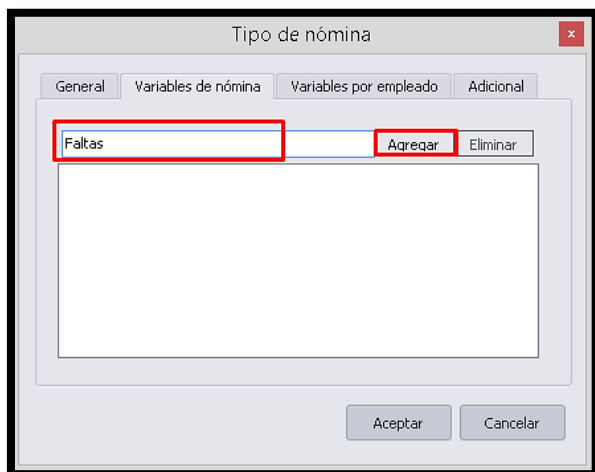 Tipo de nómina
x
General Variables de nómina Variables por empleado Adicional
Faltas Agregar Eliminar
Aceptar Cancelar